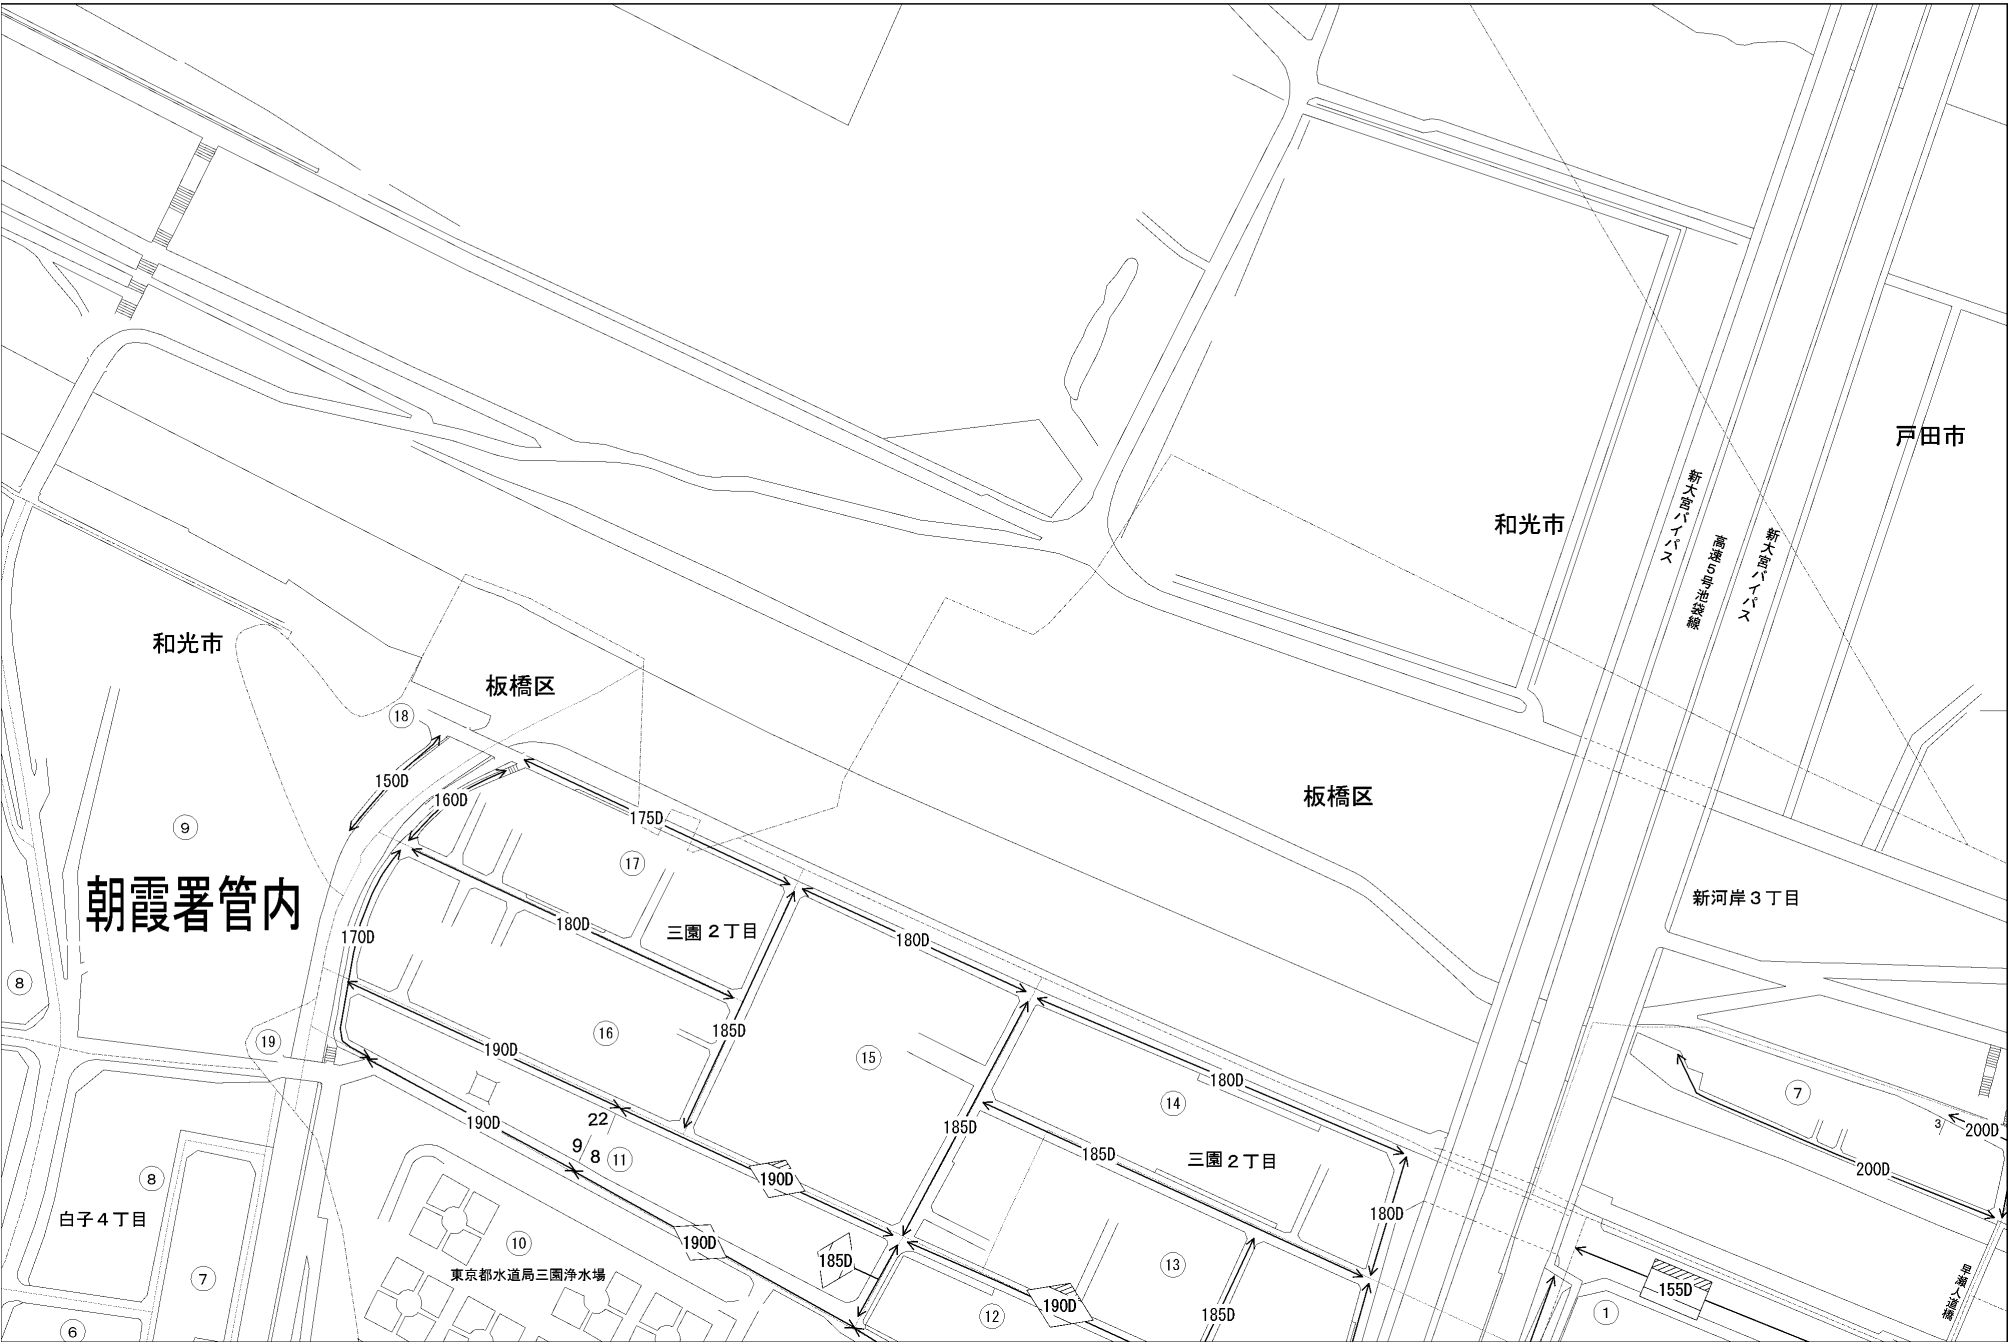 戸田市
和光市
新大宮バイパス
高速5号池袋線
新大宮バイパス
和光市
板橋区
⑱
150D
160D
板橋区
175D
⑨
⑰
朝霞署管内
新河岸3丁目
180D
三園2丁目
170D
180D
⑧
185D
⑯
⑲
190D
⑮
180D
⑭
⑦
190D
22
9
8
⑪
185D
3
200D
185D
三園2丁目
200D
⑧
190D
白子4丁目
180D
⑩
190D
185D
⑬
東京都水道局三園浄水場
⑦
155D
早瀬人道橋
190D
⑫
185D
①
⑥